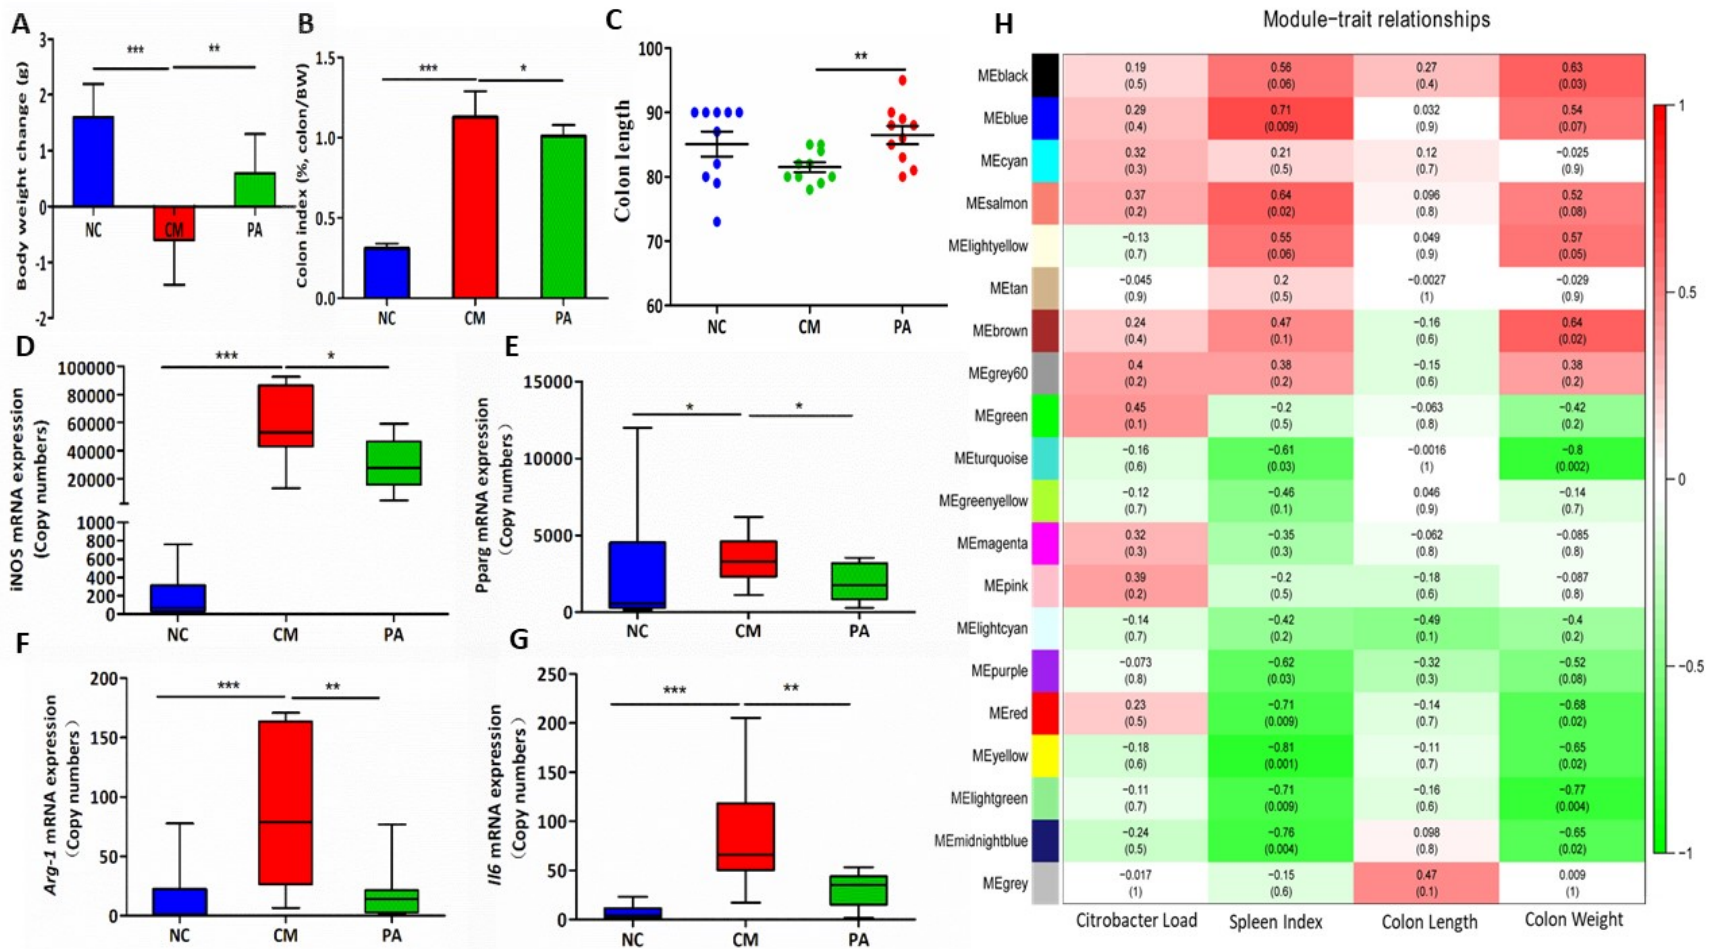 A
Body weight change (g)
3
2
1
0
-1
-2
***
**
NC
CM
PA
B
Colon index (%, colon/BW)
1.5
1.0
0.5
0.0
***
*
NC
CM
PA
C
Colon length
100
90
80
70
60
**
NC
CM
PA
D
iNOS mRNA expression
(Copy numbers)
100000
80000
60000
40000
20000
1000
800
600
400
200
0
***
*
NC
CM
PA
E
Pparg mRNA expression
(Copy numbers)
15000
10000
5000
0
*
*
NC
CM
PA
F
Arg-1 mRNA expression
(Copy numbers)
200
150
100
50
0
***
**
NC
CM
PA
G
Il6 mRNA expression
(Copy numbers)
250
200
150
100
50
0
***
**
NC
CM
PA
H
Module−trait relationships
MEblack 0.19 0.56 0.27 0.63
(0.5) (0.06) (0.4) (0.03)
MEblue 0.29 0.71 0.032 0.54
(0.4) (0.009) (0.9) (0.07)
MEcyan 0.32 0.21 0.12 −0.025
(0.3) (0.5) (0.7) (0.9)
MEsalmon 0.37 0.64 0.096 0.52
(0.2) (0.02) (0.8) (0.08)
MElightyellow −0.13 0.55 0.049 0.57
(0.7) (0.06) (0.9) (0.05)
MEtan −0.045 0.2 −0.0027 −0.029
(0.9) (0.5) (1) (0.9)
MEbrown 0.24 0.47 −0.16 0.64
(0.4) (0.1) (0.6) (0.02)
MEgrey60 0.4 0.38 −0.15 0.38
(0.2) (0.2) (0.6) (0.2)
MEgreen 0.45 −0.2 −0.063 −0.42
(0.1) (0.5) (0.8) (0.2)
MEturquoise −0.16 −0.61 −0.0016 −0.8
(0.6) (0.03) (1) (0.002)
MEgreenyellow −0.12 −0.46 0.046 −0.14
(0.7) (0.1) (0.9) (0.7)
MEmagenta 0.32 −0.35 −0.062 −0.085
(0.3) (0.3) (0.8) (0.8)
MEpink 0.39 −0.2 −0.18 −0.087
(0.2) (0.5) (0.6) (0.8)
MElightcyan −0.14 −0.42 −0.49 −0.4
(0.7) (0.2) (0.1) (0.2)
MEpurple −0.073 −0.62 −0.32 −0.52
(0.8) (0.03) (0.3) (0.08)
MEred 0.23 −0.71 −0.14 −0.68
(0.5) (0.009) (0.7) (0.02)
MEyellow −0.18 −0.81 −0.11 −0.65
(0.6) (0.001) (0.7) (0.02)
MElightgreen −0.11 −0.71 −0.16 −0.77
(0.7) (0.009) (0.6) (0.004)
MEmidnightblue −0.24 −0.76 0.098 −0.65
(0.5) (0.004) (0.8) (0.02)
MEgrey −0.017 −0.15 0.47 0.009
(1) (0.6) (0.1) (1)
Citrobacter Load Spleen Index Colon Length Colon Weight
1
0.5
0
−0.5
−1